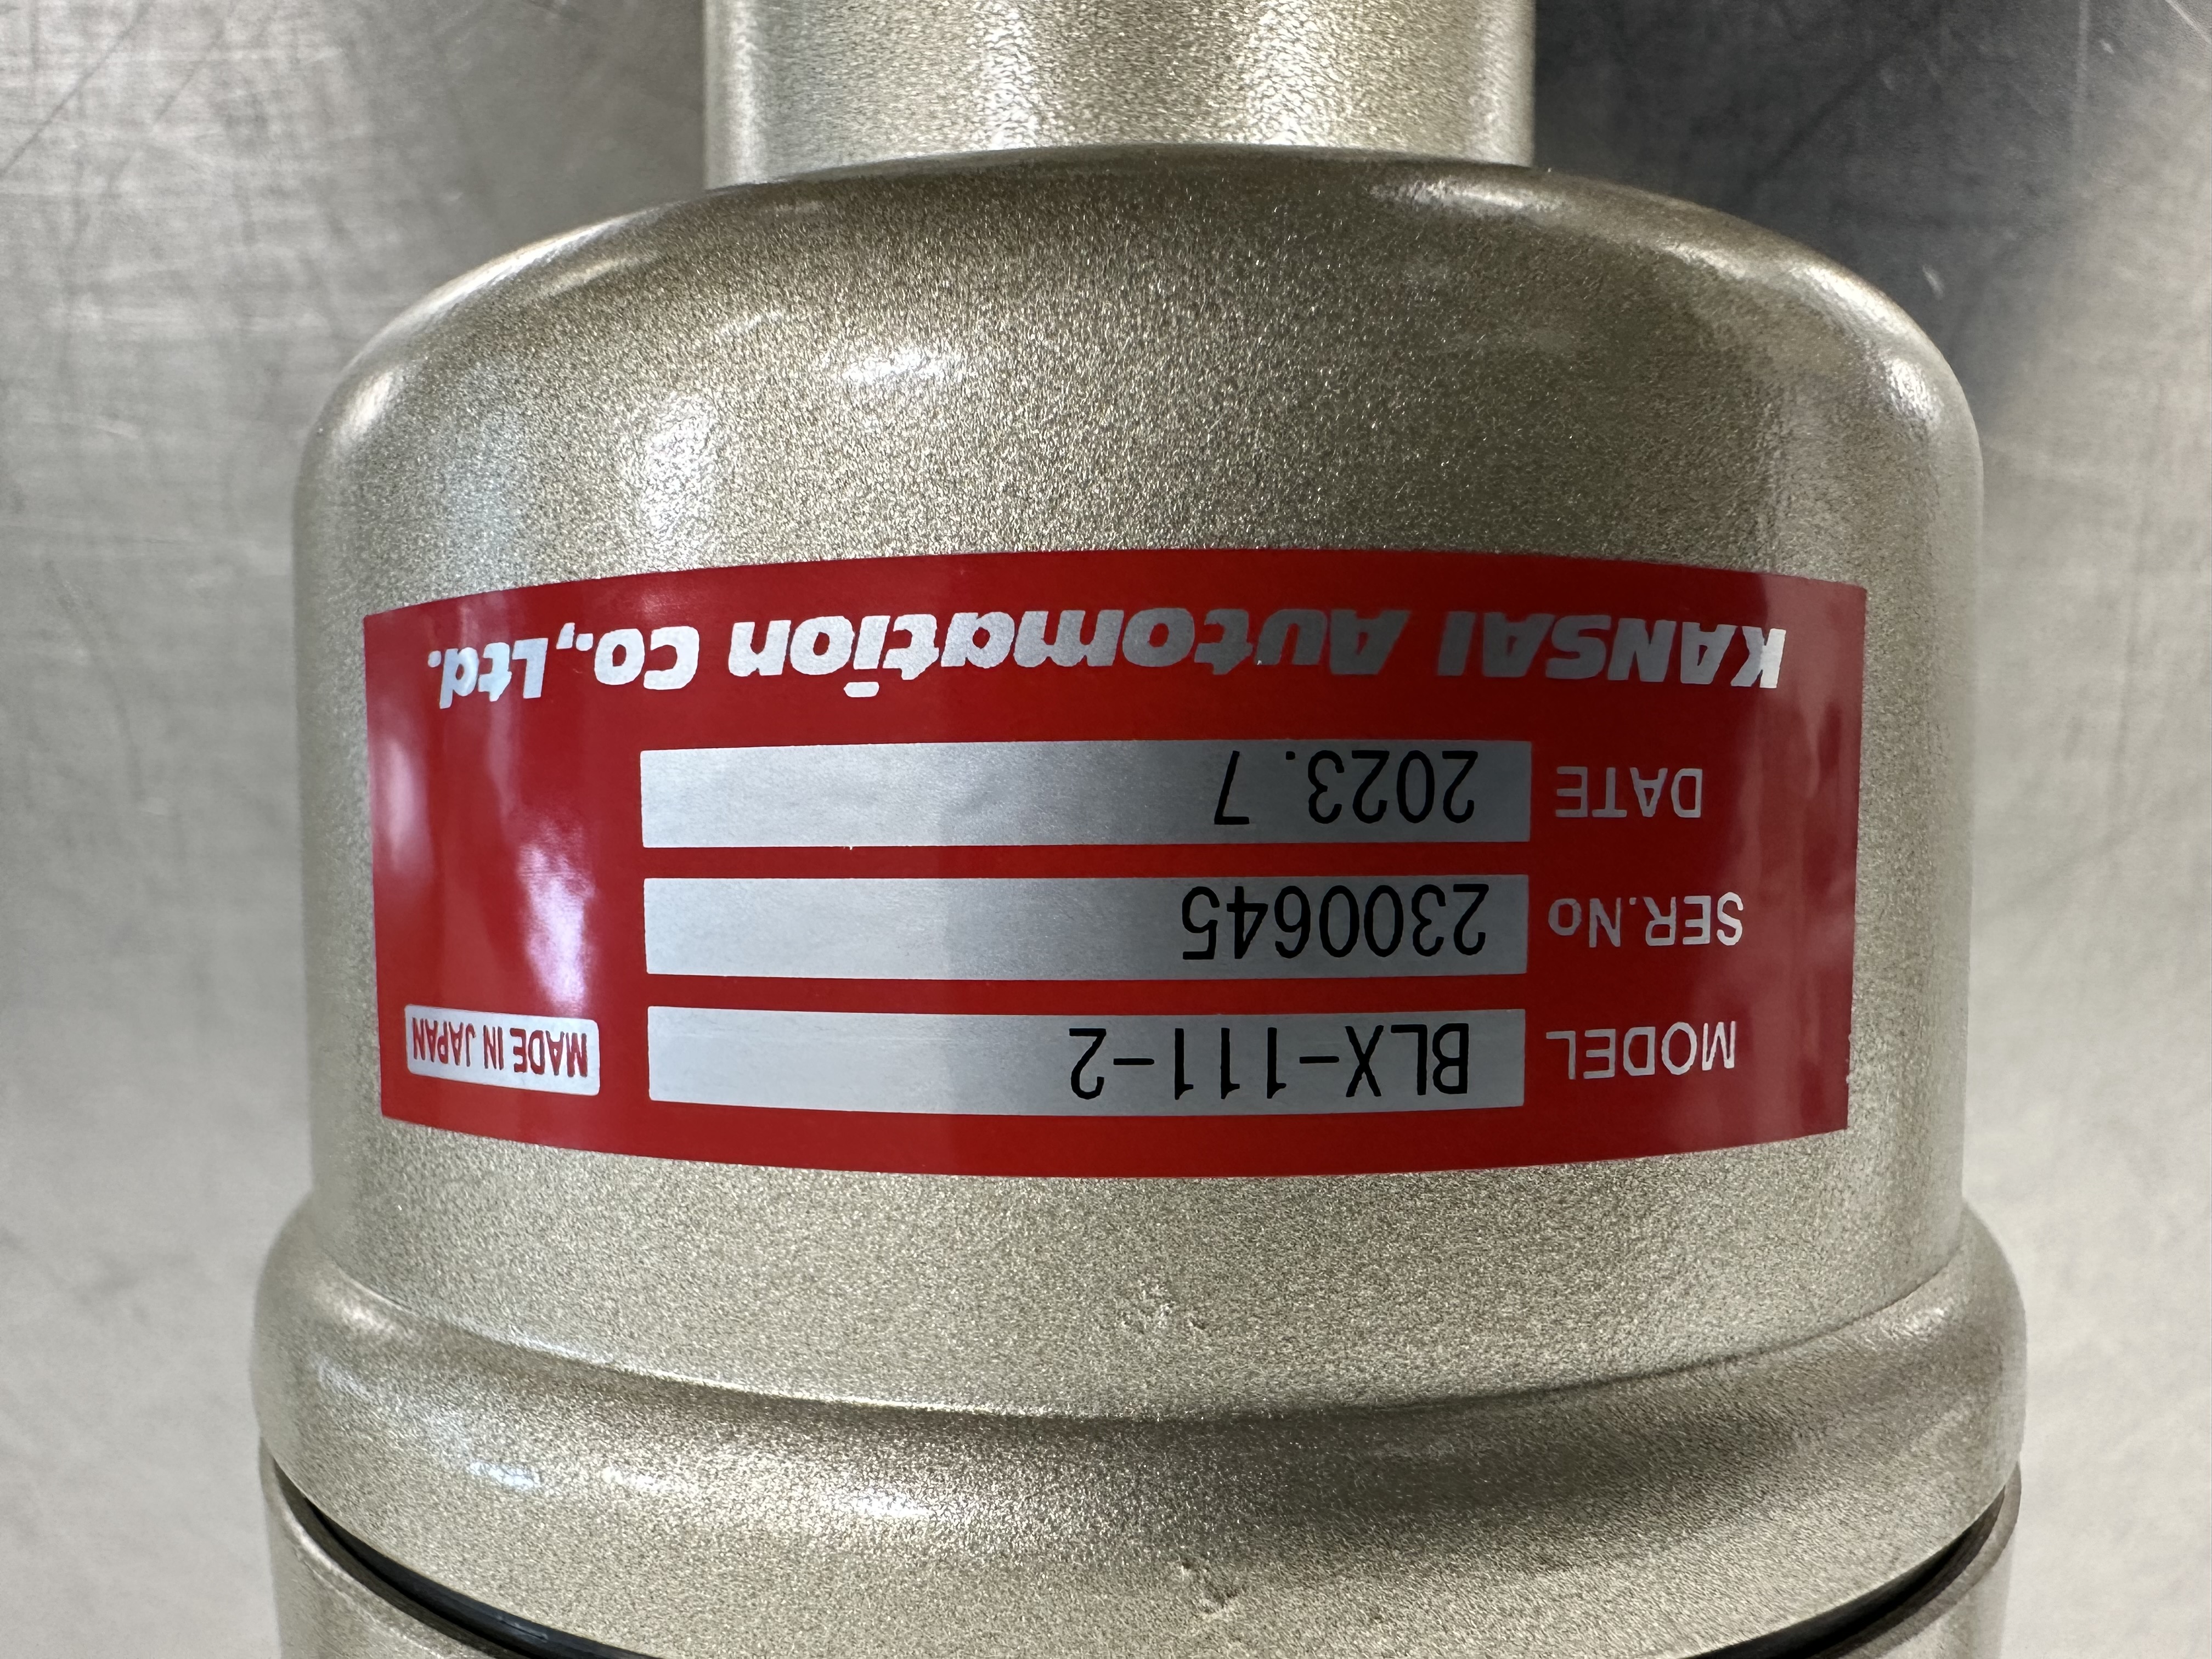 MODEL BLX-111-2 MADE IN JAPAN
SER.No 2300645
DATE 2023. 7
KANSAI Automation Co.,Ltd.